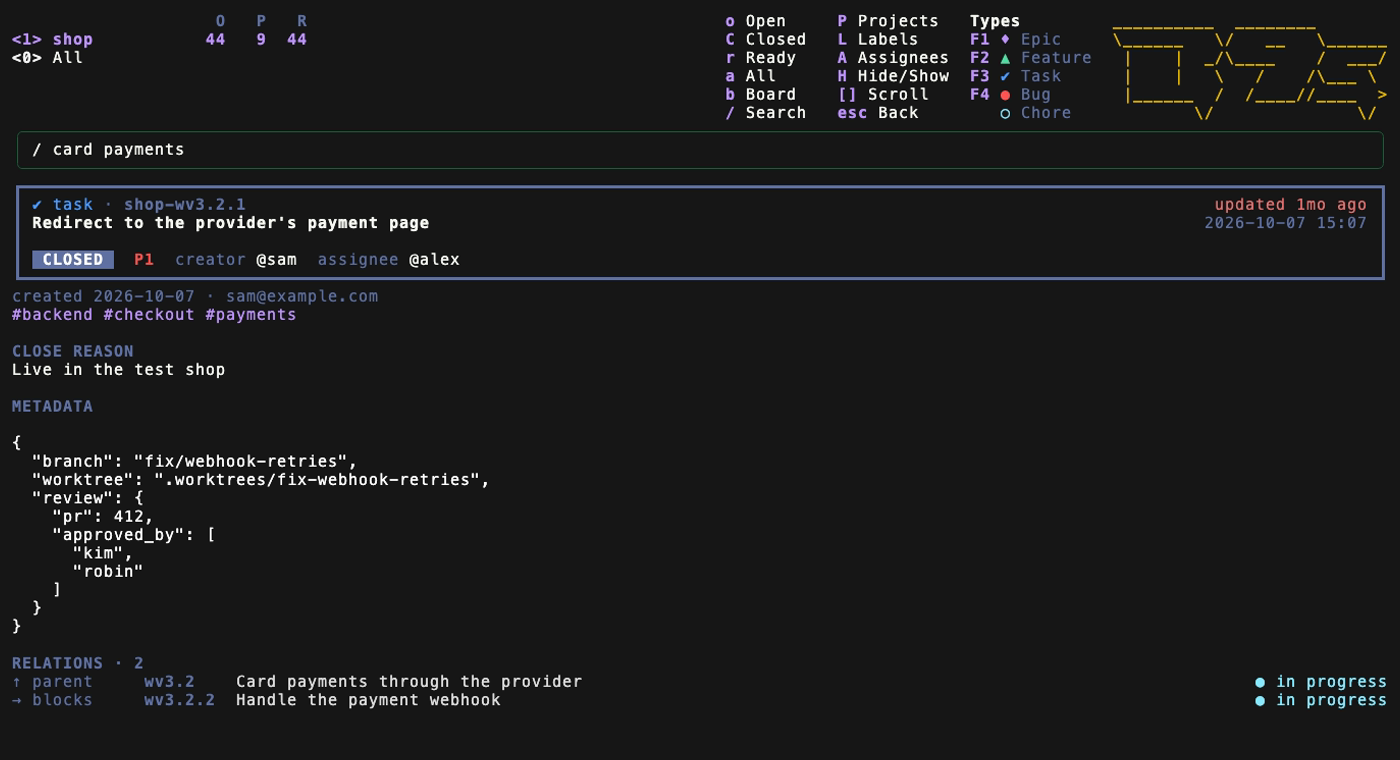 O P R
<1> shop 44 9 44
<0> All
o Open P Projects Types
C Closed L Labels F1 ♦ Epic
r Ready A Assignees F2 ▲ Feature
a All H Hide/Show F3 ✔ Task
b Board [] Scroll F4 ● Bug
/ Search esc Back ○ Chore
/ card payments
✔ task · shop-wv3.2.1 updated 1mo ago
Redirect to the provider's payment page 2026-10-07 15:07
CLOSED P1 creator @sam assignee @alex
created 2026-10-07 · sam@example.com
#backend #checkout #payments
CLOSE REASON
Live in the test shop
METADATA
{
"branch": "fix/webhook-retries",
"worktree": ".worktrees/fix-webhook-retries",
"review": {
"pr": 412,
"approved_by": [
"kim",
"robin"
]
}
}
RELATIONS · 2
↑ parent wv3.2 Card payments through the provider ● in progress
→ blocks wv3.2.2 Handle the payment webhook ● in progress